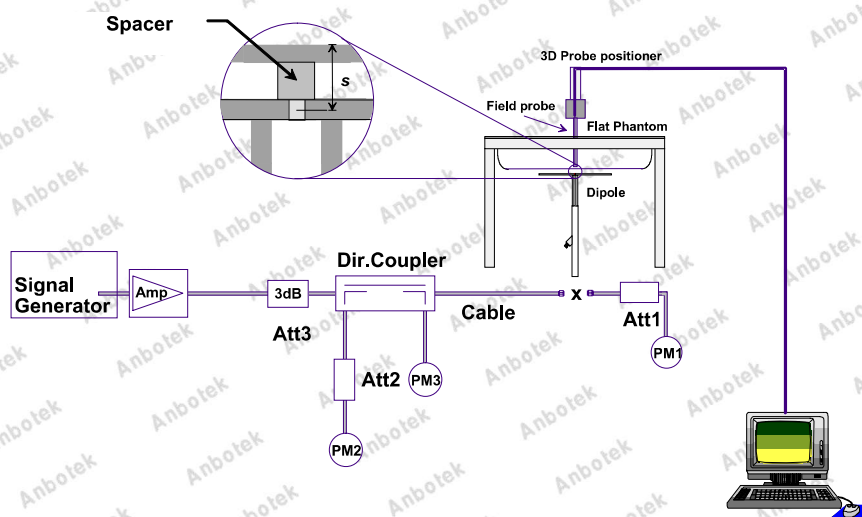 Spacer
s
3D Probe positioner
Field probe
Flat Phantom
Dipole
Signal
Generator
Amp
3dB
Att3
Dir.Coupler
Att2
PM2
PM3
Cable
x
Att1
PM1
Anbotek